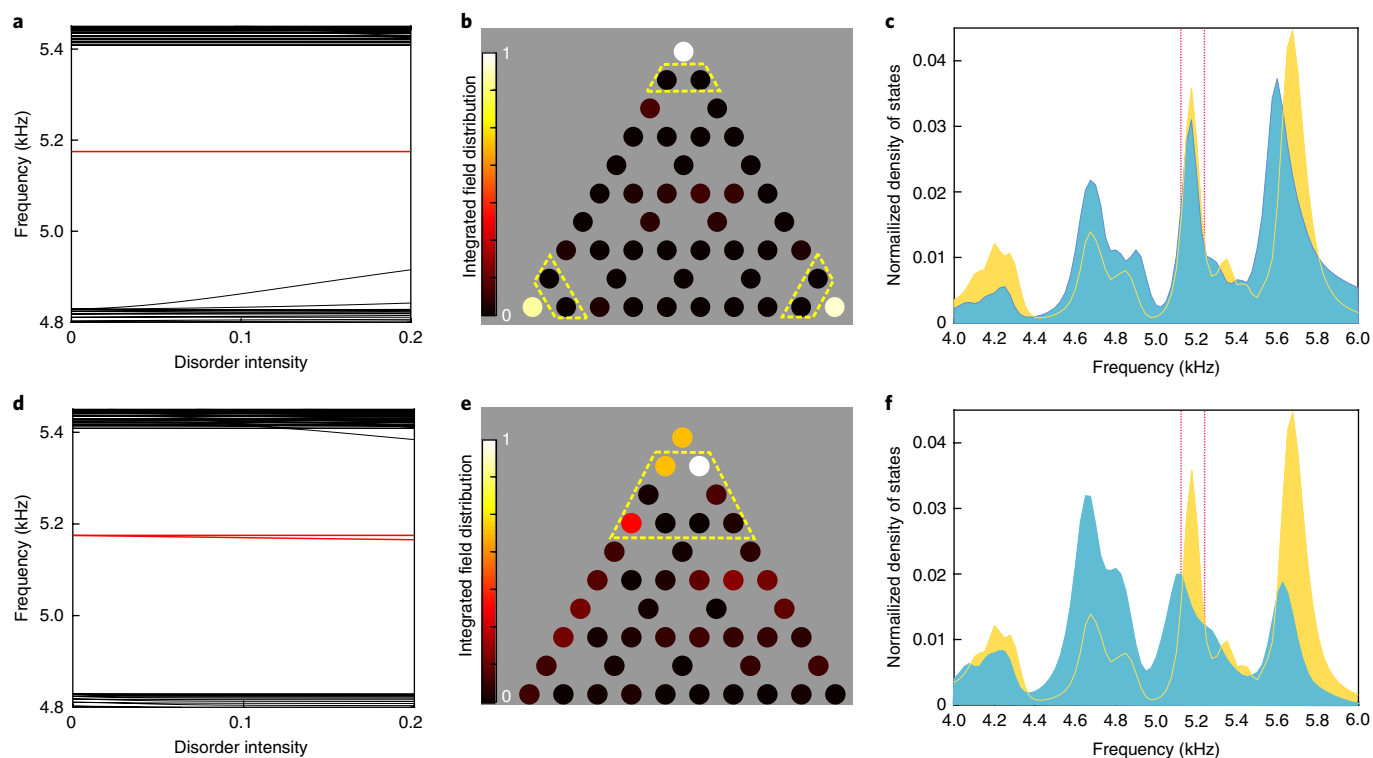 a
b
c
Frequency (kHz)
5.4
5.2
5.0
4.8
0
0.1
0.2
Disorder intensity
Integrated field distribution
1
0
Normailized density of states
0.04
0.03
0.02
0.01
0
4.0 4.2 4.4 4.6 4.8 5.0 5.2 5.4 5.6 5.8 6.0
Frequency (kHz)
d
e
f
Frequency (kHz)
5.4
5.2
5.0
4.8
0
0.1
0.2
Disorder intensity
Integrated field distribution
1
0
Normailized density of states
0.04
0.03
0.02
0.01
0
4.0 4.2 4.4 4.6 4.8 5.0 5.2 5.4 5.6 5.8 6.0
Frequency (kHz)